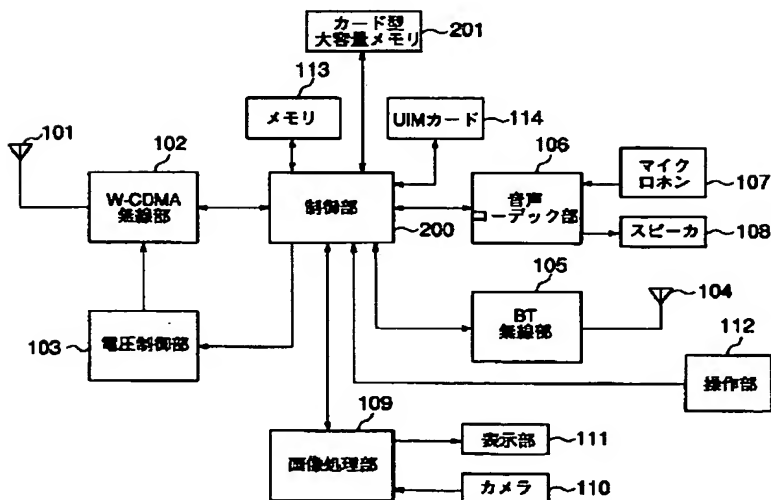 カード型
大容量メモリ
201
113
メモリ
UIMカード
114
101
102
W-CDMA
無線部
制御部
200
106
音声
コーデック部
マイク
ロホン
107
スピーカ
108
103
電圧制御部
105
BT
無線部
104
112
操作部
109
画像処理部
表示部
111
カメラ
110